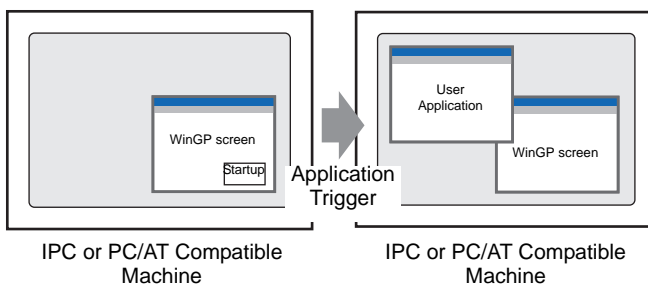 WinGP screen
Startup
IPC or PC/AT Compatible
Machine
Application
Trigger
User
Application
WinGP screen
IPC or PC/AT Compatible
Machine